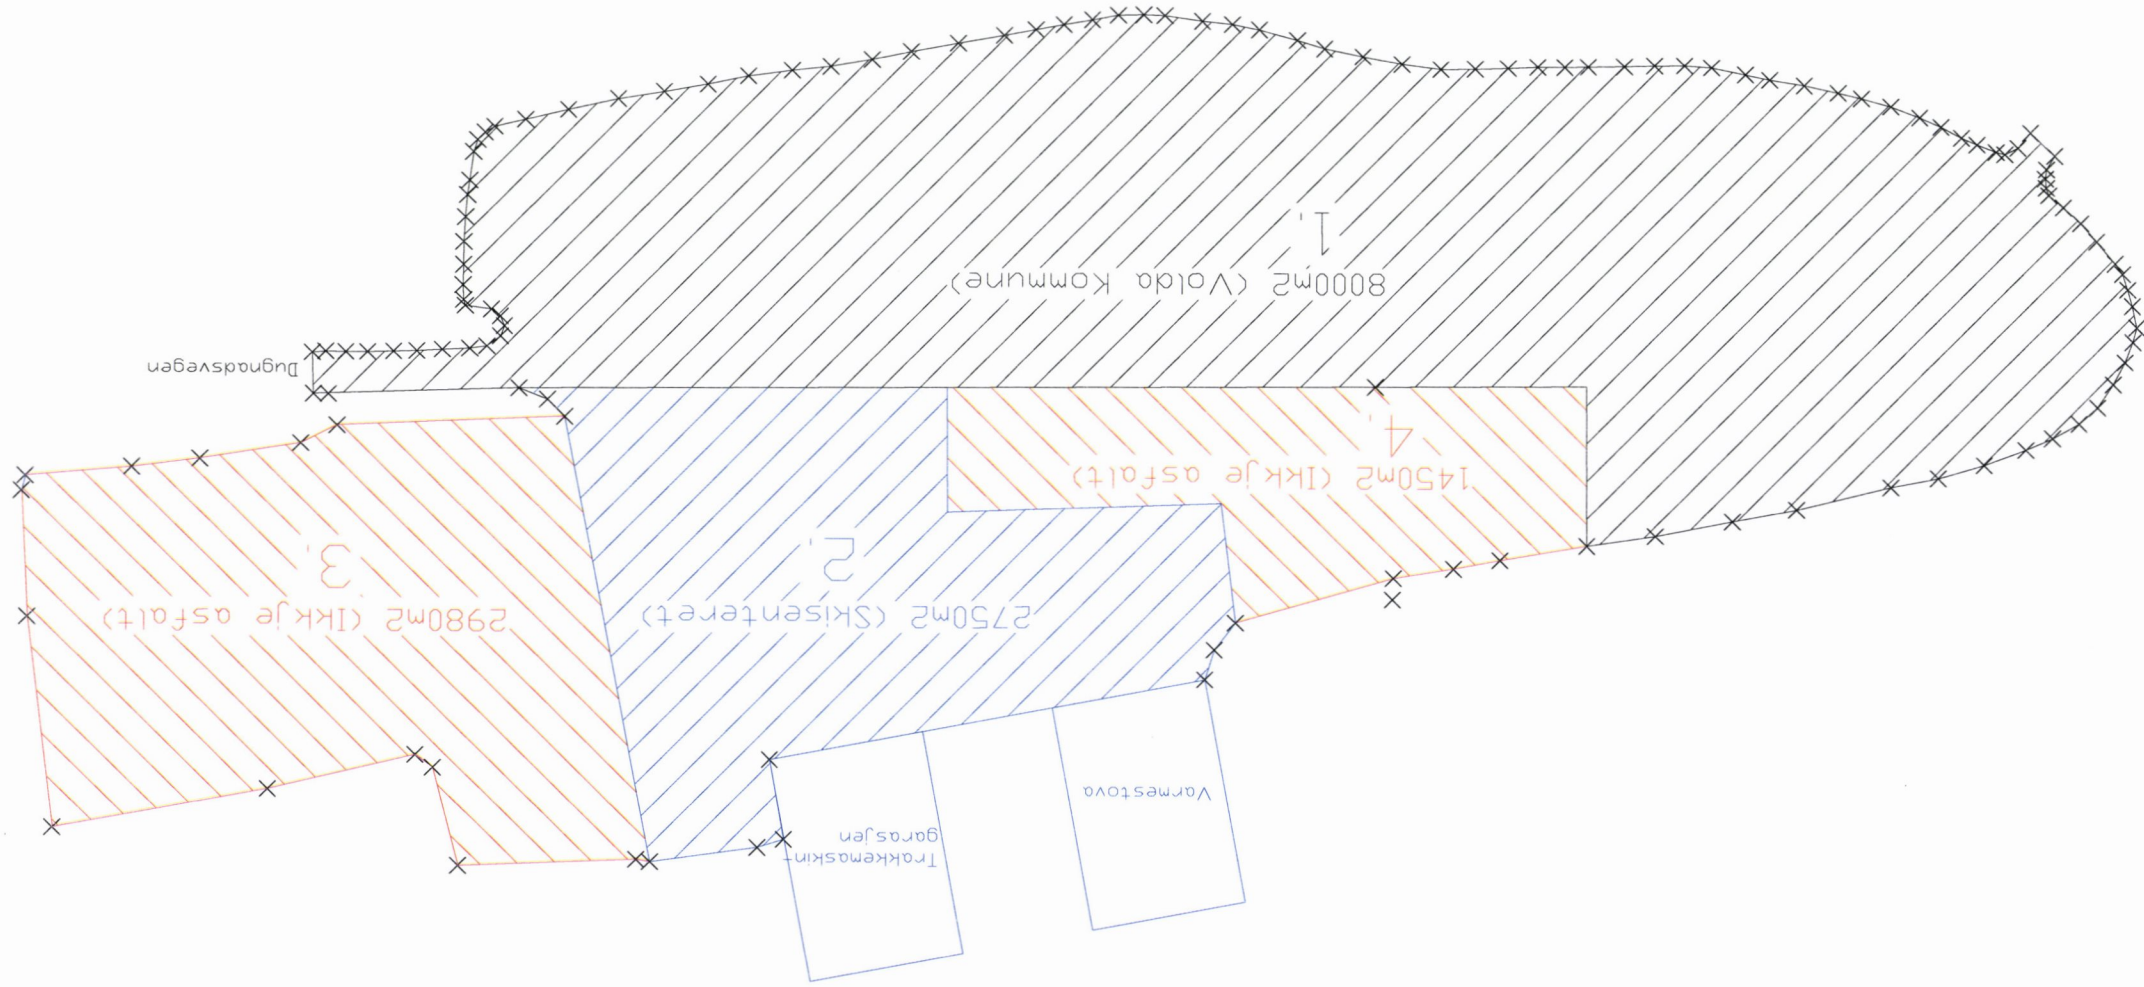 Varmestova
Trakkemaskin-
garasjen
2750m2 (Skisenteret)
2.
2980m2 (Ikkje asfalt)
3.
1450m2 (Ikkje asfalt)
4.
Dugnadsvegen
8000m2 (Volda Kommune)
1.